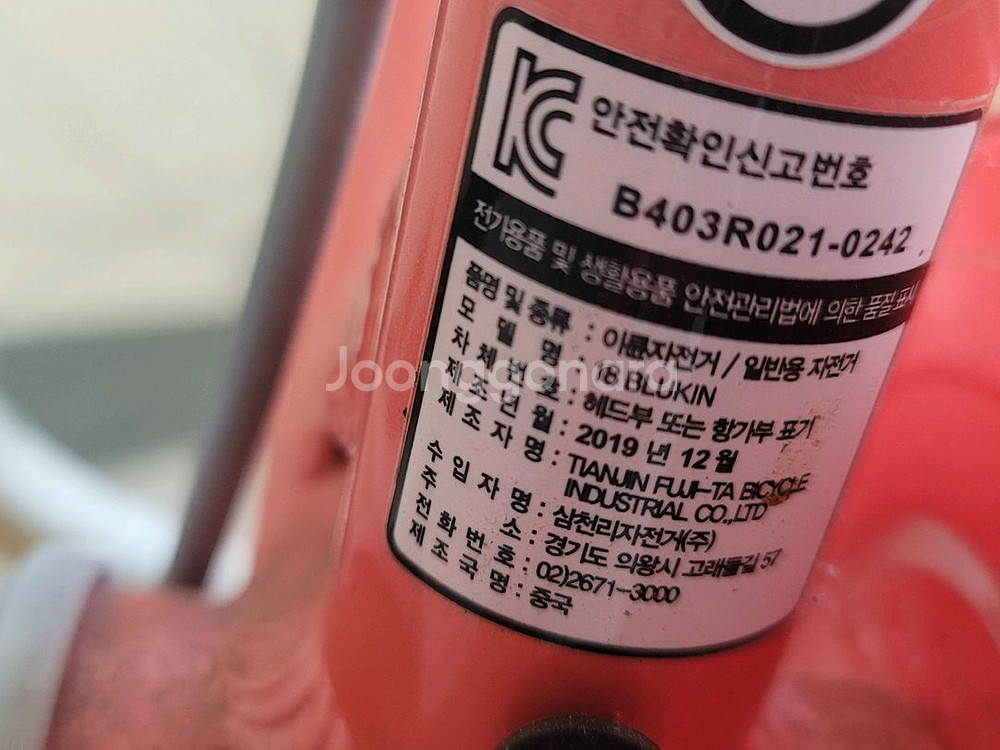 KC 안전확인신고번호
B403R021-0242
전기용품 및 생활용품 안전관리법에 의한 품질표시
품명 및 종류 : 이륜자전거 / 일반용 자전거
모델명 : 18 BLUKIN
차체번호 : 헤드부 또는 항가부 표기
제조년월 : 2019 년 12 월
제조자명 : TIANJIN FUJI-TA BICYCLE
INDUSTRIAL CO.,LTD
수입자명 : 삼천리자전거(주)
주소 : 경기도 의왕시 고래들길 57
전화번호 : 02)2671-3000
제조국명 : 중국
Joonggonara